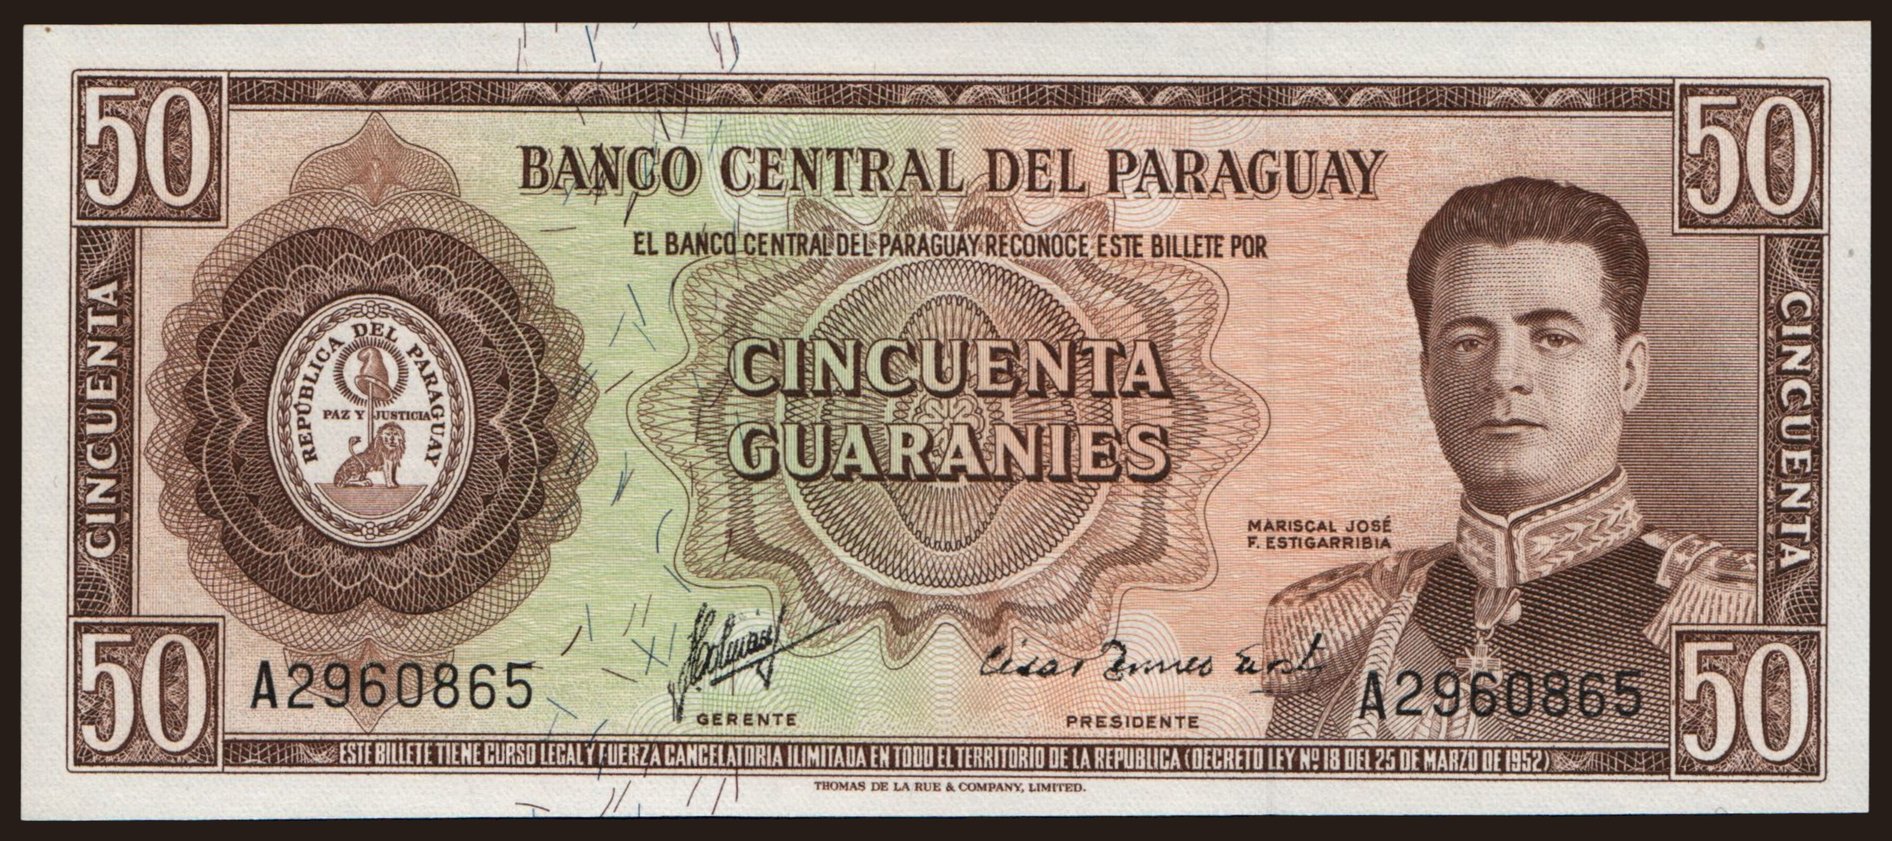 50
50
BANCO CENTRAL DEL PARAGUAY
EL BANCO CENTRAL DEL PARAGUAY RECONOCE ESTE BILLETE POR
CINCUENTA
REPÚBLICA DEL PARAGUAY
PAZ Y JUSTICIA
CINCUENTA
GUARANIES
CINCUENTA
MARISCAL JOSÉ
F. ESTIGARRIBIA
50
A2960865
GERENTE
PRESIDENTE
A2960865
50
ESTE BILLETE TIENE CURSO LEGAL Y FUERZA CANCELATORIA ILIMITADA EN TODO EL TERRITORIO DE LA REPUBLICA (DECRETO LEY Nº 18 DEL 25 DE MARZO DE 1952)
THOMAS DE LA RUE & COMPANY, LIMITED.